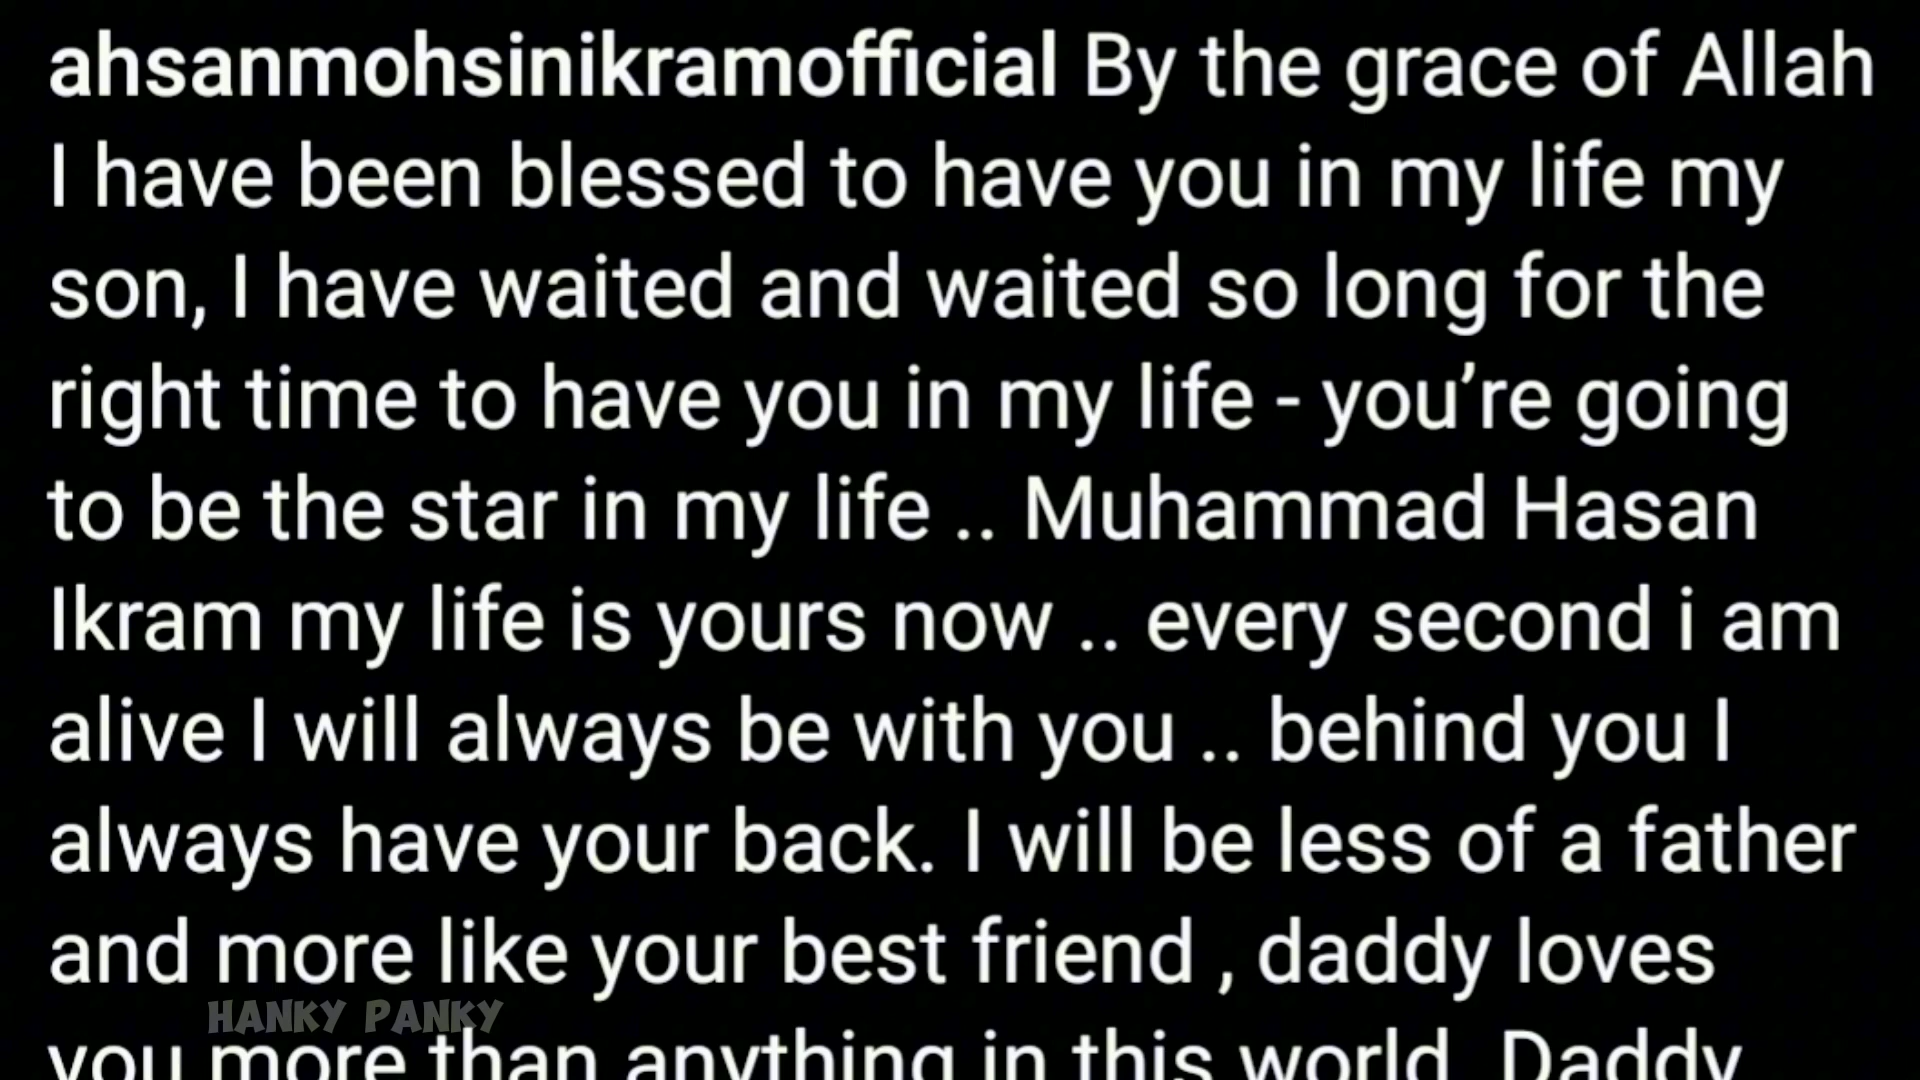 ahsanmohsinikramofficial By the grace of Allah
I have been blessed to have you in my life my
son, I have waited and waited so long for the
right time to have you in my life - you’re going
to be the star in my life .. Muhammad Hasan
Ikram my life is yours now .. every second i am
alive I will always be with you .. behind you I
always have your back. I will be less of a father
and more like your best friend , daddy loves
HANKY PANKY
you more than anything in this world. Daddy